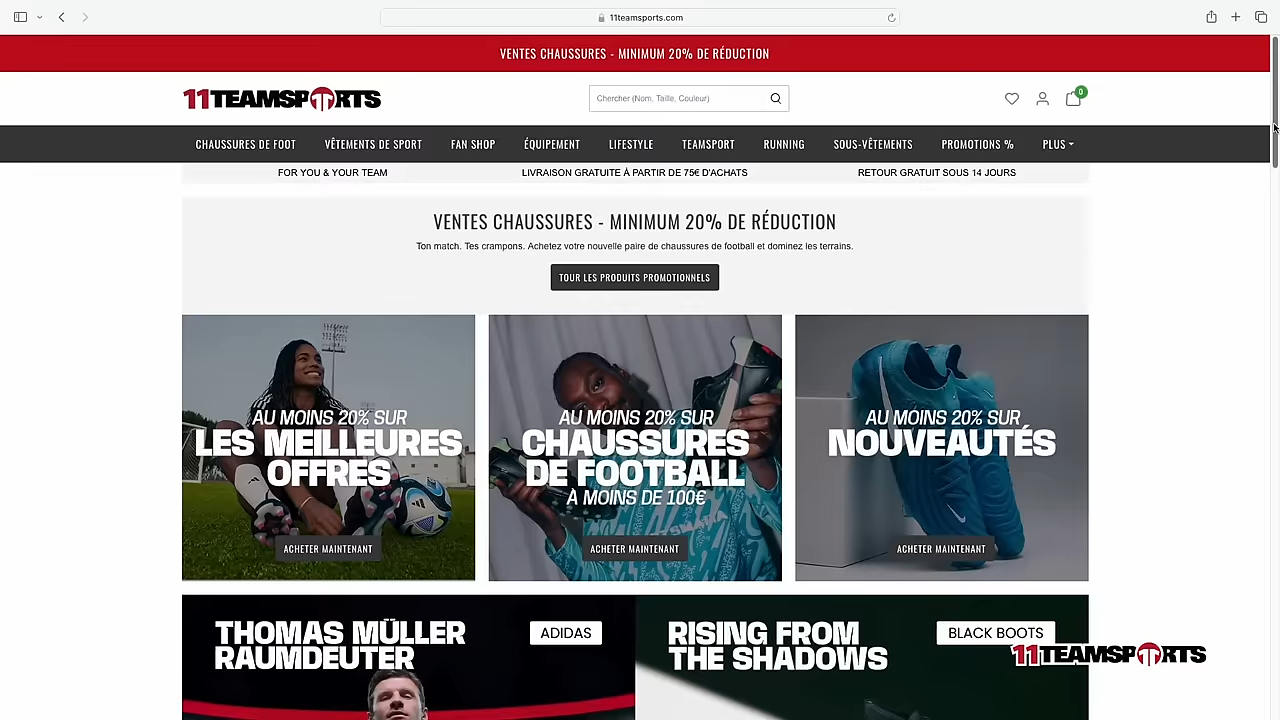 11teamsports.com
VENTES CHAUSSURES - MINIMUM 20% DE RÉDUCTION
11TEAMSPORTS
Chercher (Nom, Taille, Couleur)
0
CHAUSSURES DE FOOT VÊTEMENTS DE SPORT FAN SHOP ÉQUIPEMENT LIFESTYLE TEAMSPORT RUNNING SOUS-VÊTEMENTS PROMOTIONS % PLUS
FOR YOU & YOUR TEAM LIVRAISON GRATUITE À PARTIR DE 75€ D'ACHATS RETOUR GRATUIT SOUS 14 JOURS
VENTES CHAUSSURES - MINIMUM 20% DE RÉDUCTION
Ton match. Tes crampons. Achetez votre nouvelle paire de chaussures de football et dominez les terrains.
TOUR LES PRODUITS PROMOTIONNELS
AU MOINS 20% SUR
LES MEILLEURES
OFFRES
ACHETER MAINTENANT
AU MOINS 20% SUR
CHAUSSURES
DE FOOTBALL
À MOINS DE 100€
ACHETER MAINTENANT
AU MOINS 20% SUR
NOUVEAUTÉS
ACHETER MAINTENANT
THOMAS MÜLLER
RAUMDEUTER
ADIDAS
RISING FROM
THE SHADOWS
BLACK BOOTS
11TEAMSPORTS